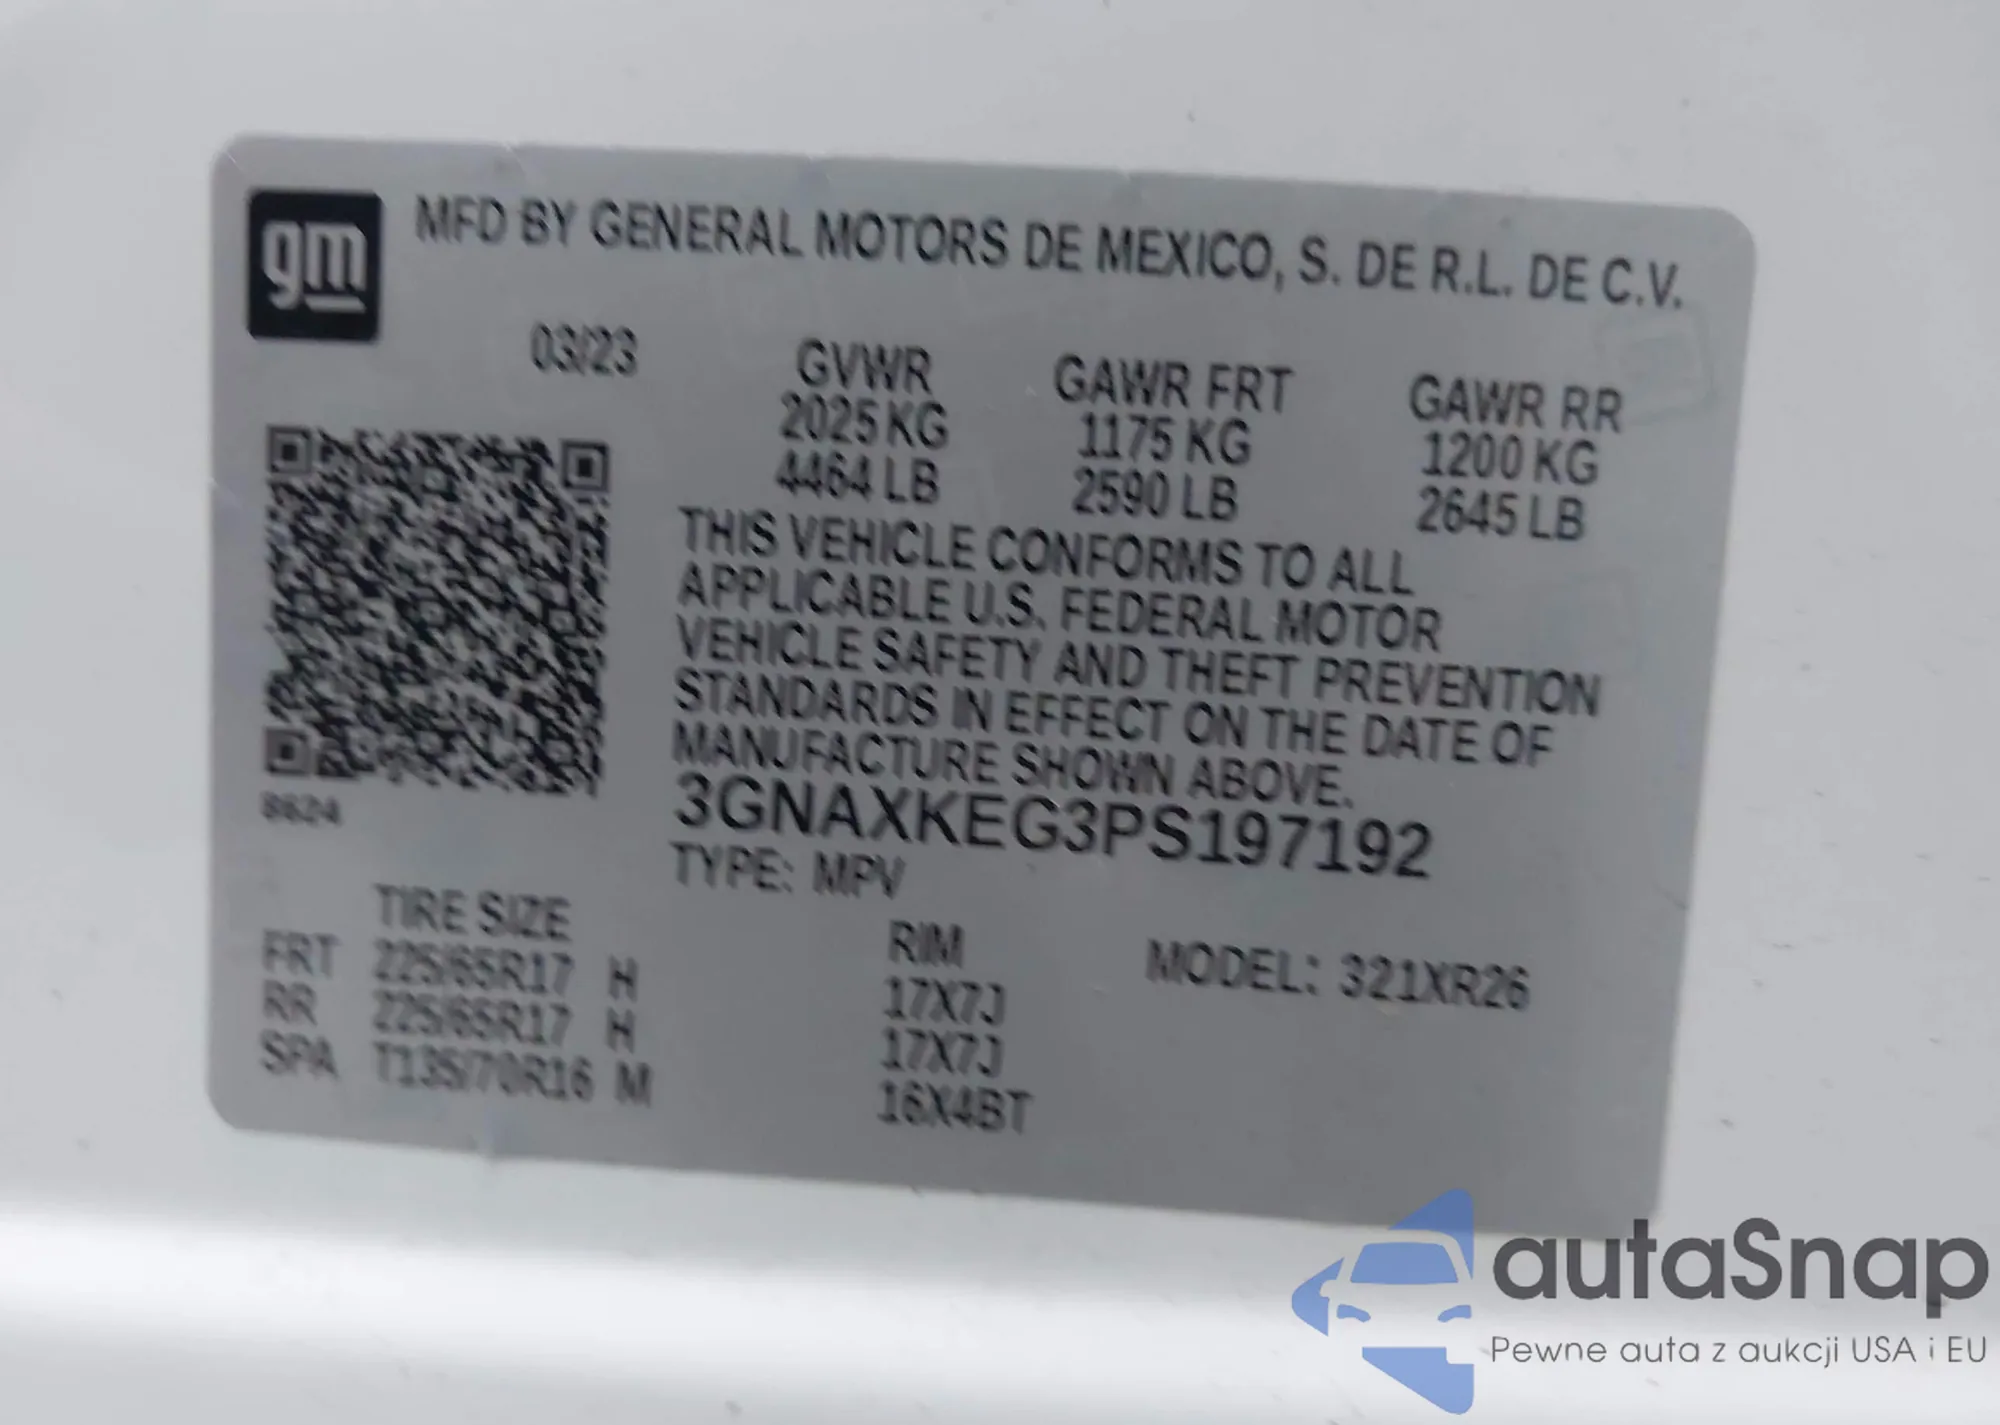 gm
MFD BY GENERAL MOTORS DE MEXICO, S. DE R.L. DE C.V.
03/23
GVWR GAWR FRT GAWR RR
2025 KG 1175 KG 1200 KG
4464 LB 2590 LB 2645 LB
THIS VEHICLE CONFORMS TO ALL
APPLICABLE U.S. FEDERAL MOTOR
VEHICLE SAFETY AND THEFT PREVENTION
STANDARDS IN EFFECT ON THE DATE OF
MANUFACTURE SHOWN ABOVE.
3GNAXKEG3PS197192
8624
TYPE: MPV
TIRE SIZE RIM MODEL: 321XR26
FRT 225/65R17 H 17X7J
RR 225/65R17 H 17X7J
SPA T135/70R16 M 16X4BT
autaSnap
Pewne auta z aukcji USA i EU